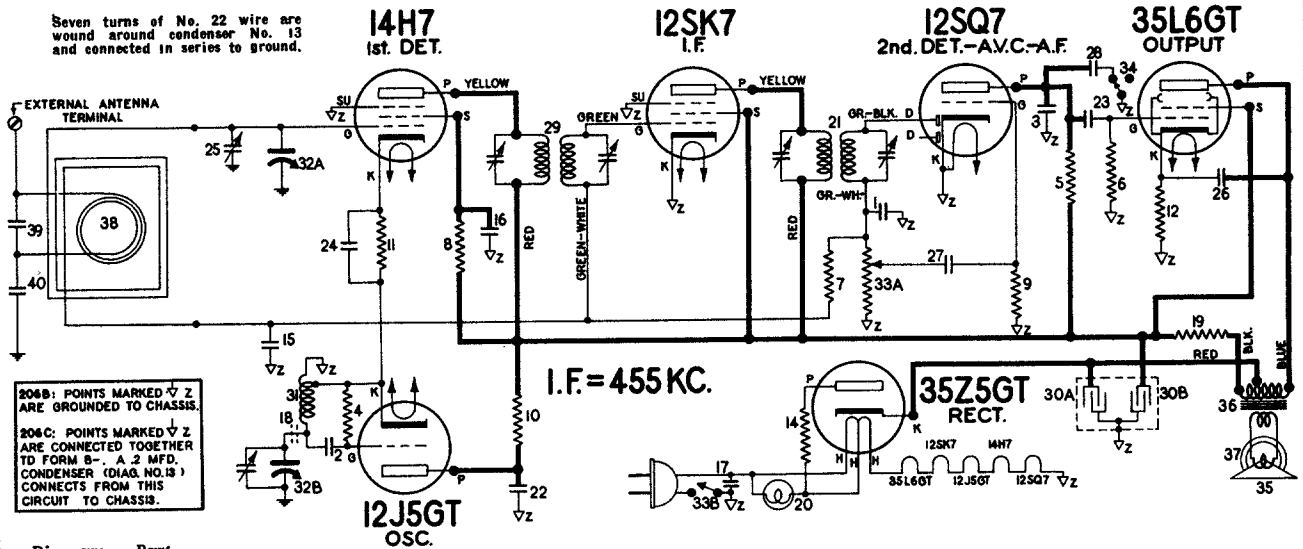 Seven turns of No. 22 wire are
wound around condenser No. 13
and connected in series to ground.
14H7
1st. DET.
12SK7
I.F.
12SQ7
2nd. DET.-A.V.C-A.F.
35L6GT
OUTPUT
EXTERNAL ANTENNA
TERMINAL
P YELLOW
SU
Z
S
G
K
25
32A
38
39
40
24
11
8
16
Z
29
RED
GREEN
GREEN-WHITE
SU
Z
G
K
Z
P YELLOW
21
GR.-BLK.
D
D
K
Z
G
P
GR.-WH.
1
Z
RED
7
33A
27
9
Z
3
Z
28
34
Z
23
5
6
Z
G
K
P
S
12
Z
26
15
Z
31
Z
18
4
2
G
K
P
32B
12J5GT
OSC.
10
22
Z
I.F. = 455 KC.
19
RED
BLK.
BLUE
30A
30B
Z
36
37
35
35Z5GT
RECT.
P
K
14
H
H
H
17
33B
Z
20
35L6GT
12SK7
12J5GT
14H7
12SQ7
Z
206B: POINTS MARKED ▽ Z
ARE GROUNDED TO CHASSIS.
206C: POINTS MARKED ▽ Z
ARE CONNECTED TOGETHER
TO FORM B-. A .2 MFD.
CONDENSER (DIAG. NO.13)
CONNECTS FROM THIS
CIRCUIT TO CHASSIS.